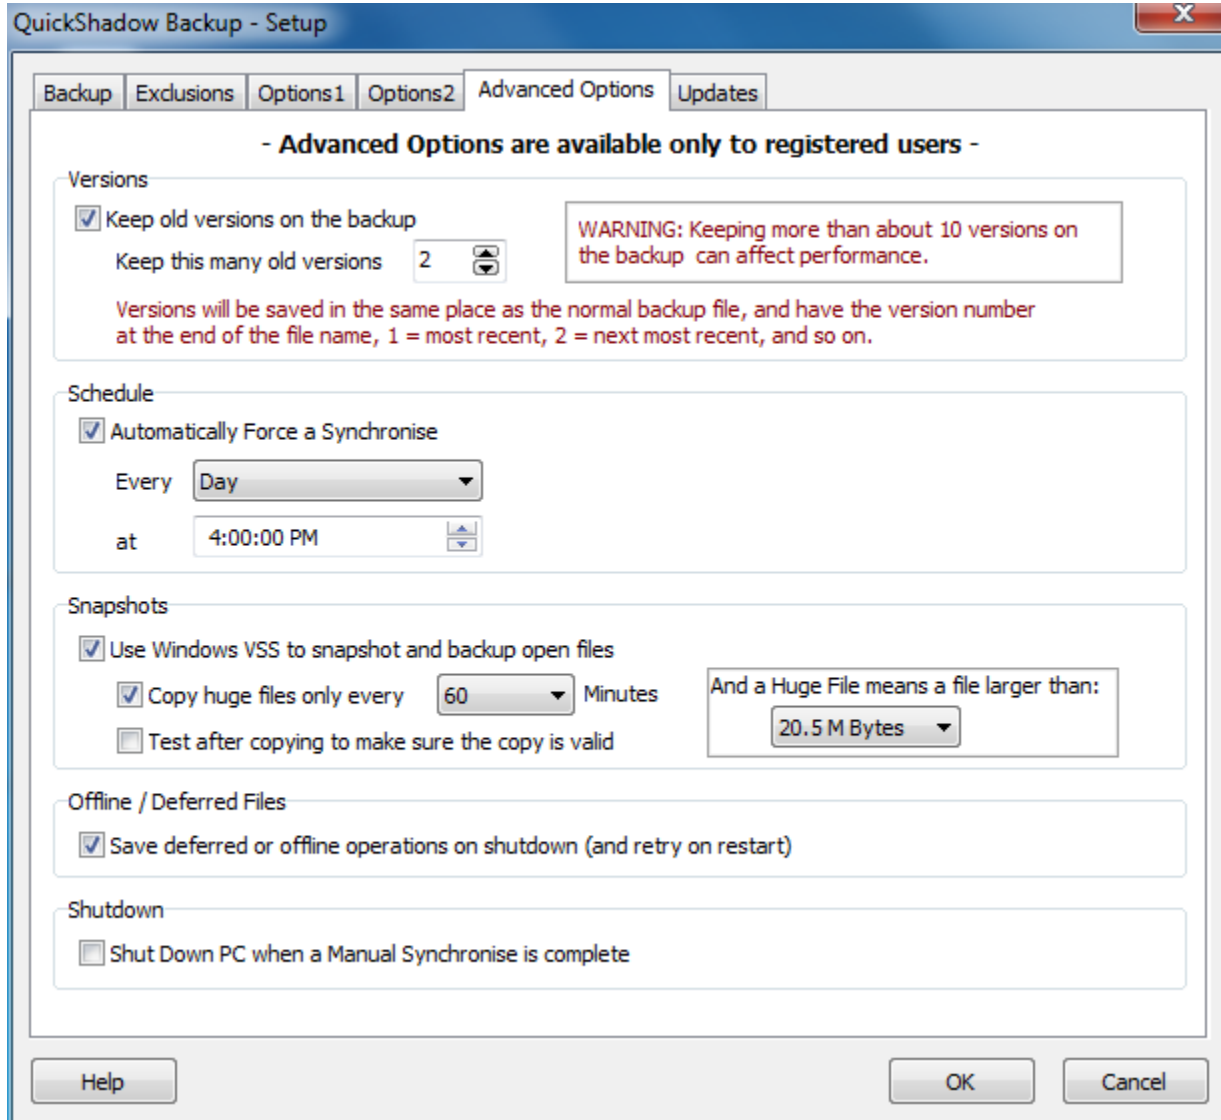 QuickShadow Backup - Setup
X
Backup Exclusions Options1 Options2 Advanced Options Updates
- Advanced Options are available only to registered users -
Versions
Keep old versions on the backup
Keep this many old versions 2
WARNING: Keeping more than about 10 versions on
the backup can affect performance.
Versions will be saved in the same place as the normal backup file, and have the version number
at the end of the file name, 1 = most recent, 2 = next most recent, and so on.
Schedule
Automatically Force a Synchronise
Every Day
at 4:00:00 PM
Snapshots
Use Windows VSS to snapshot and backup open files
Copy huge files only every 60 Minutes
Test after copying to make sure the copy is valid
And a Huge File means a file larger than:
20.5 M Bytes
Offline / Deferred Files
Save deferred or offline operations on shutdown (and retry on restart)
Shutdown
Shut Down PC when a Manual Synchronise is complete
Help OK Cancel